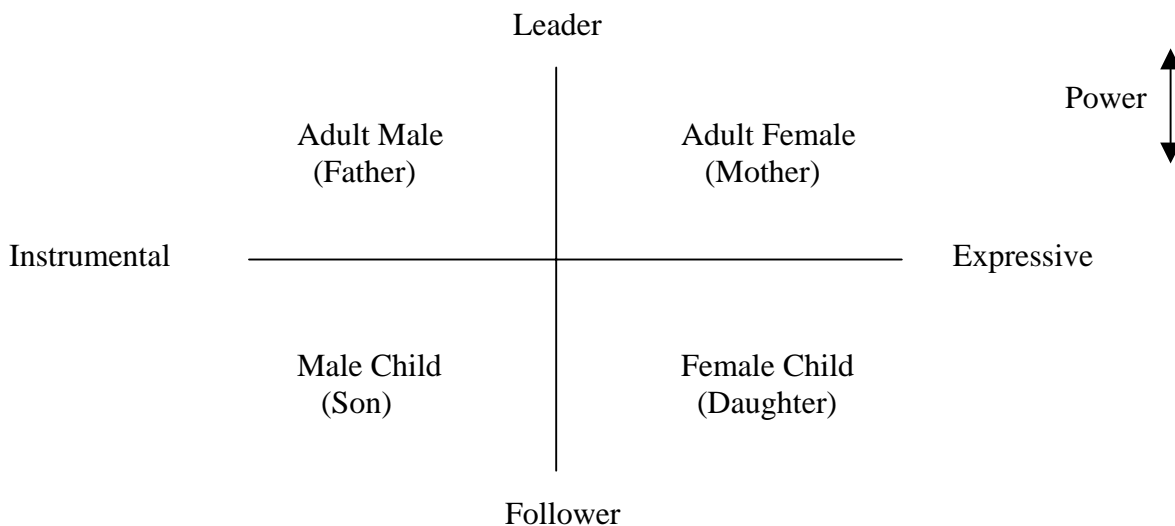 Leader
Power
Adult Male
(Father)
Adult Female
(Mother)
Instrumental
Expressive
Male Child
(Son)
Female Child
(Daughter)
Follower